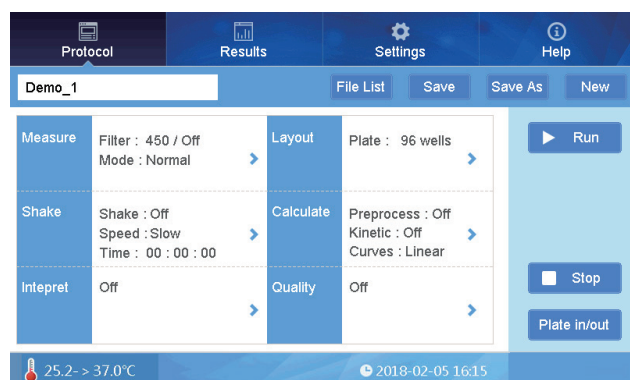 Protocol Results Settings Help
Demo_1 File List Save Save As New
Measure
Filter : 450 / Off
Mode : Normal
Layout
Plate : 96 wells
Run
Shake
Shake : Off
Speed : Slow
Time : 00 : 00 : 00
Calculate
Preprocess : Off
Kinetic : Off
Curves : Linear
Intepret
Off
Quality
Off
Stop
Plate in/out
25.2-> 37.0°C 2018-02-05 16:15